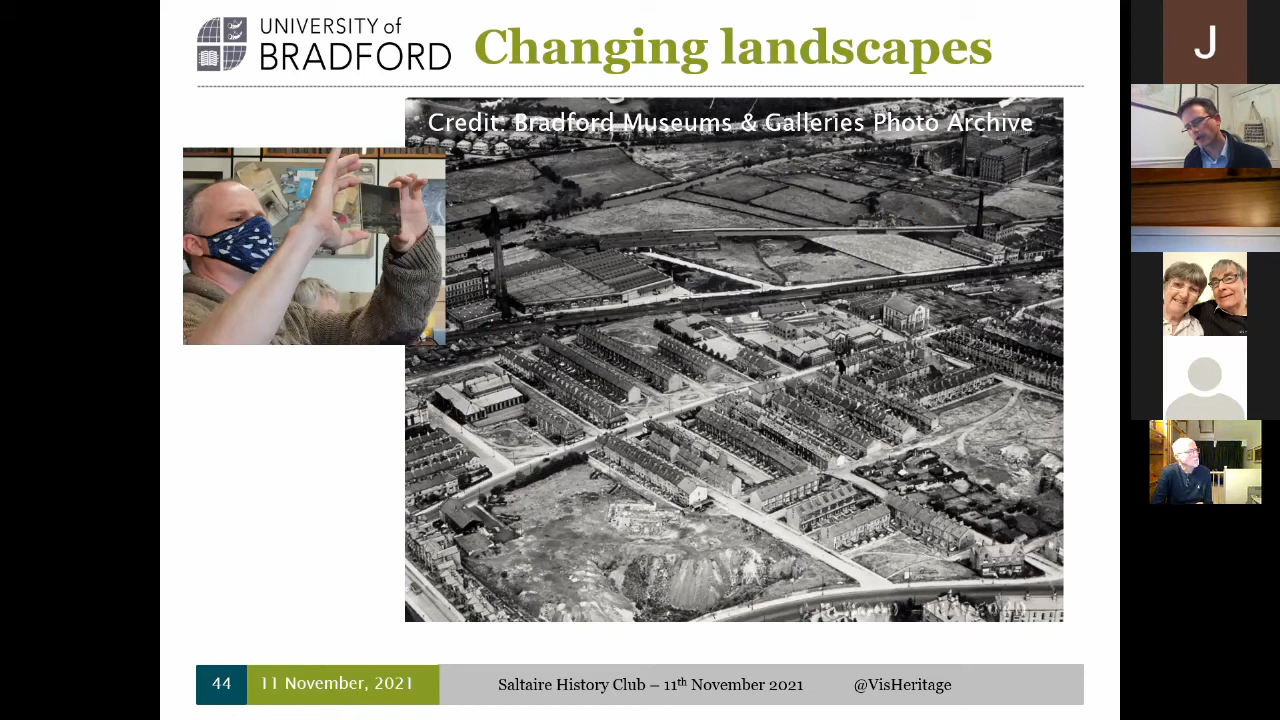 UNIVERSITY of
BRADFORD
Changing landscapes
Credit: Bradford Museums & Galleries Photo Archive
44
11 November, 2021
Saltaire History Club – 11th November 2021
@VisHeritage
J